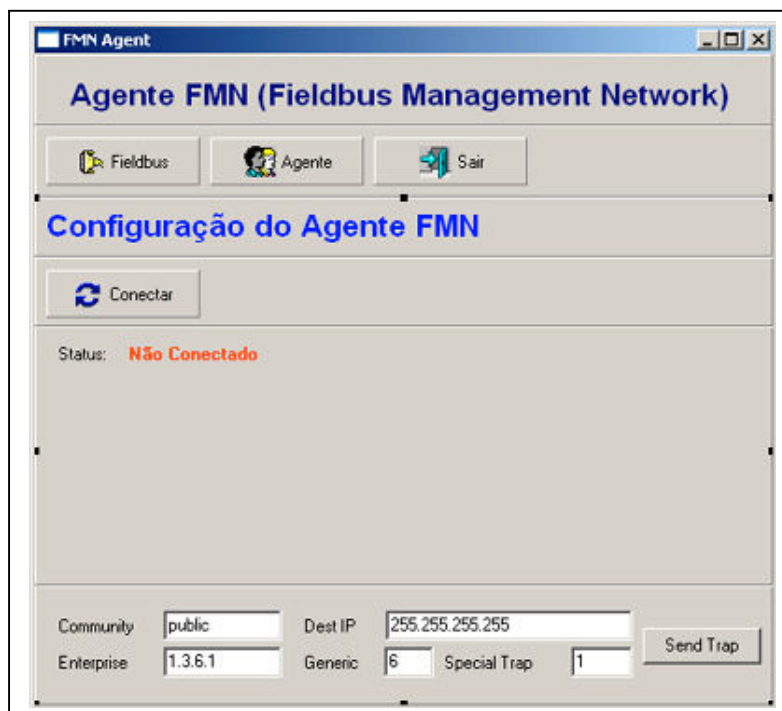 FMN Agent
Agente FMN (Fieldbus Management Network)
Fieldbus Agente Sair
Configuração do Agente FMN
Conectar
Status: Não Conectado
Community public Dest IP 255.255.255.255
Send Trap
Enterprise 1.3.6.1 Generic 6 Special Trap 1